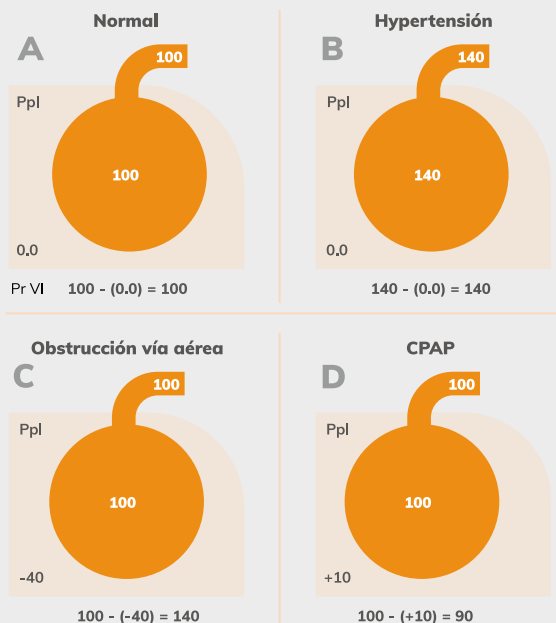 Normal
A
100
Ppl
100
0.0
Pr VI 100 - (0.0) = 100
Hypertensión
B
140
Ppl
140
0.0
140 - (0.0) = 140
Obstrucción vía aérea
C
100
Ppl
100
-40
100 - (-40) = 140
CPAP
D
100
Ppl
100
+10
100 - (+10) = 90